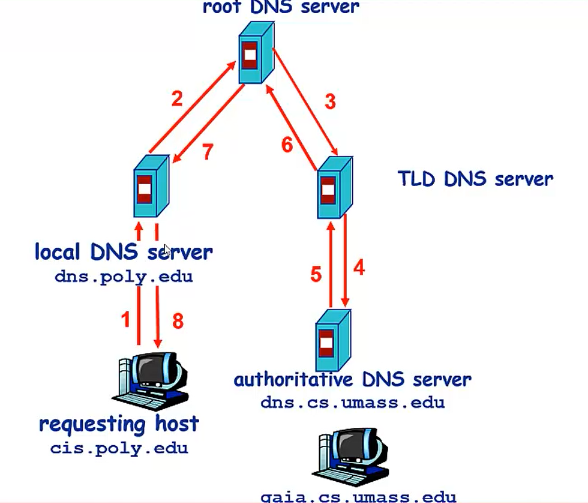 root DNS server
2
3
7
6
TLD DNS server
local DNS server
dns.poly.edu
5
4
1
8
authoritative DNS server
dns.cs.umass.edu
requesting host
cis.poly.edu
gaia.cs.umass.edu